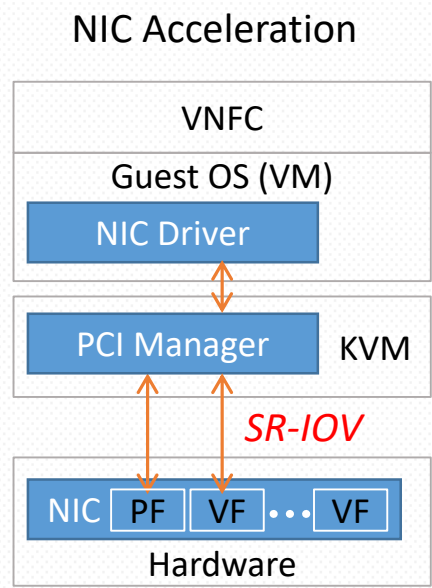 NIC Acceleration
VNFC
Guest OS (VM)
NIC Driver
PCI Manager
KVM
SR-IOV
NIC PF VF ... VF
Hardware